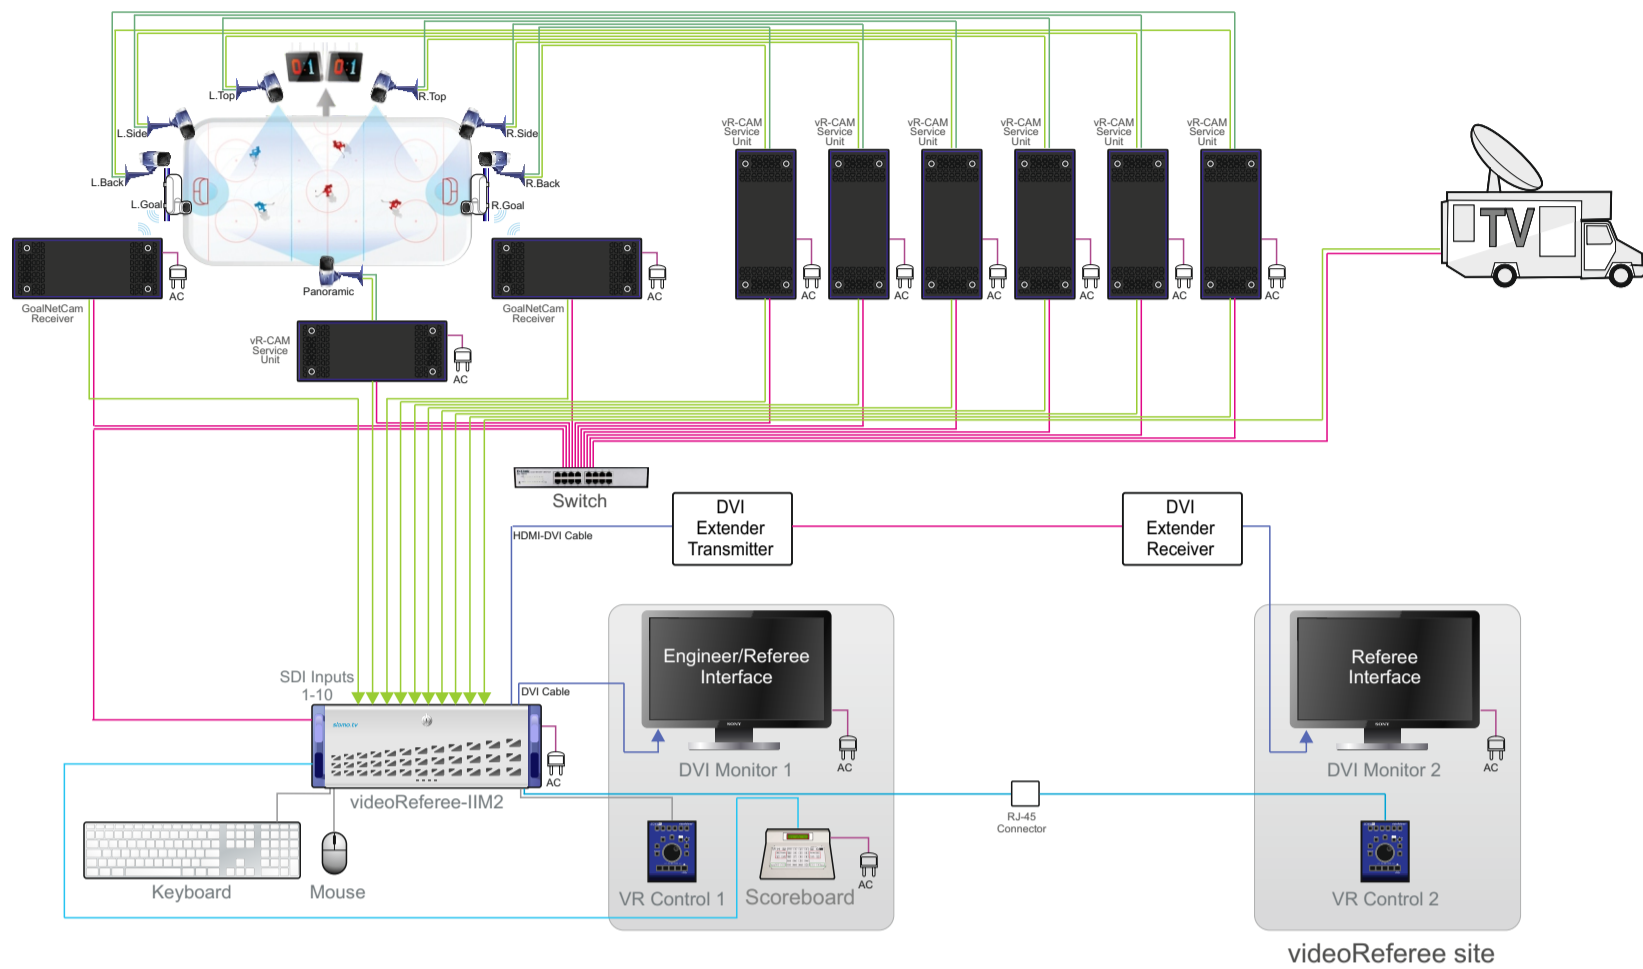 0:1
0:1
L.Top
R.Top
L.Side
R.Side
L.Back
R.Back
L.Goal
R.Goal
Panoramic
AC
AC
GoalNetCam
Receiver
GoalNetCam
Receiver
vR-CAM
Service
Unit
AC
vR-CAM
Service
Unit
vR-CAM
Service
Unit
vR-CAM
Service
Unit
vR-CAM
Service
Unit
vR-CAM
Service
Unit
vR-CAM
Service
Unit
AC
AC
AC
AC
AC
AC
TV
Switch
HDMI-DVI Cable
DVI
Extender
Transmitter
DVI
Extender
Receiver
SDI Inputs
1-10
DVI Cable
slomo.tv
AC
videoReferee-IIM2
Engineer/Referee
Interface
SONY
DVI Monitor 1
AC
Referee
Interface
SONY
DVI Monitor 2
AC
RJ-45
Connector
Keyboard
Mouse
VR Control 1
Scoreboard
AC
VR Control 2
videoReferee site